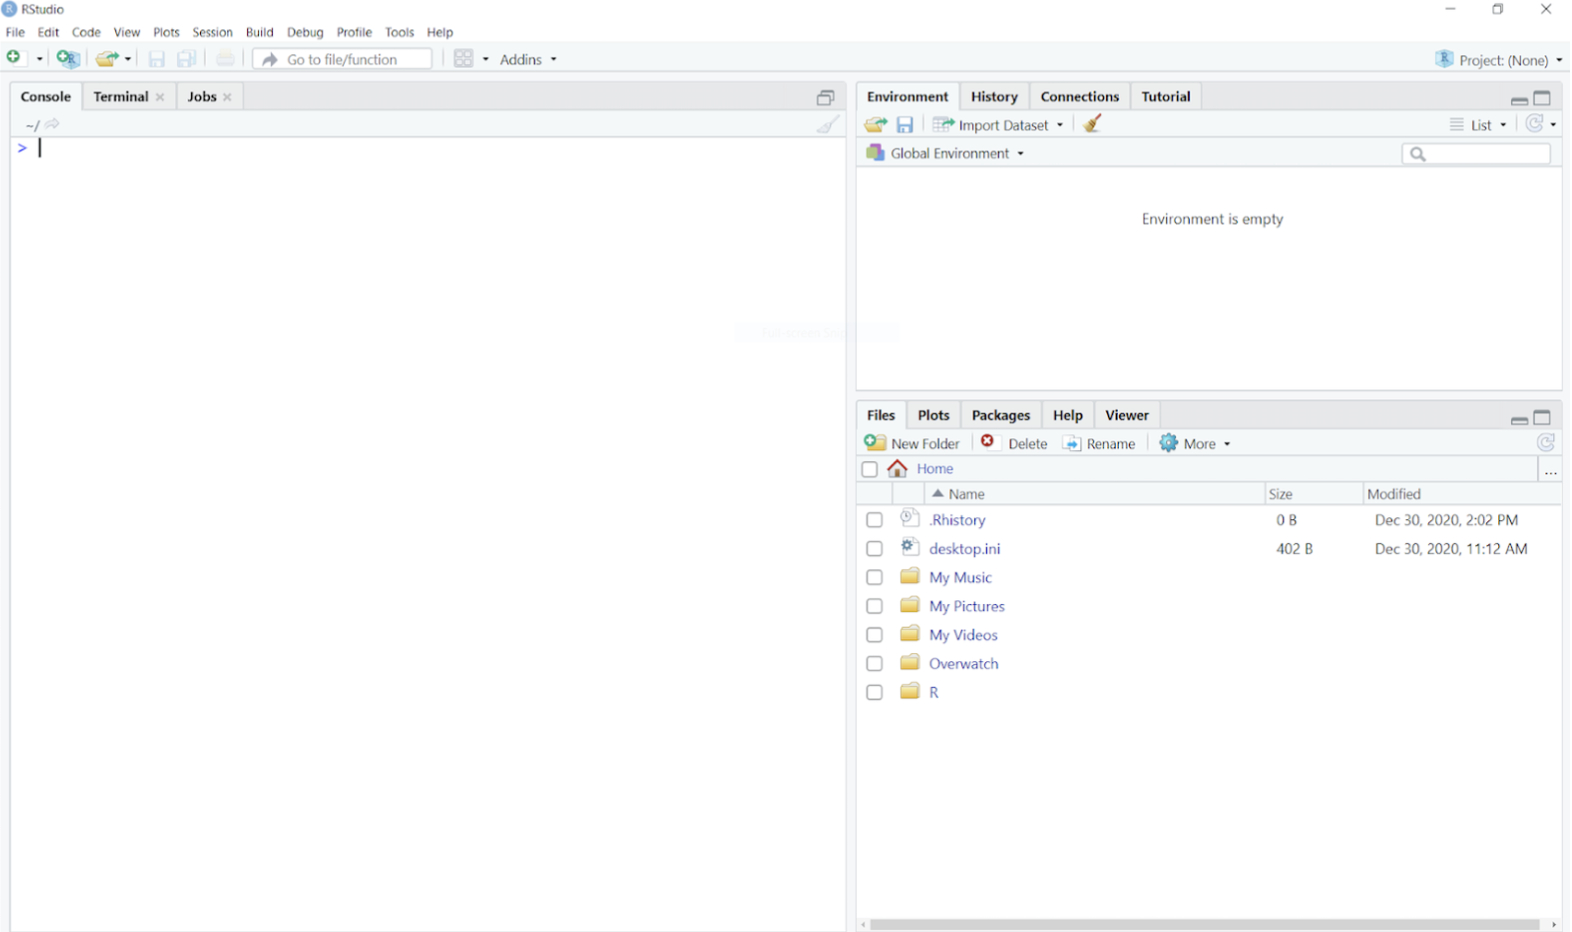 RStudio
File Edit Code View Plots Session Build Debug Profile Tools Help
Go to file/function Addins Project: (None)
Console Terminal Jobs
~/
>
Environment History Connections Tutorial
Import Dataset List
Global Environment
Environment is empty
Files Plots Packages Help Viewer
New Folder Delete Rename More
Home ...
Name Size Modified
.Rhistory 0 B Dec 30, 2020, 2:02 PM
desktop.ini 402 B Dec 30, 2020, 11:12 AM
My Music
My Pictures
My Videos
Overwatch
R